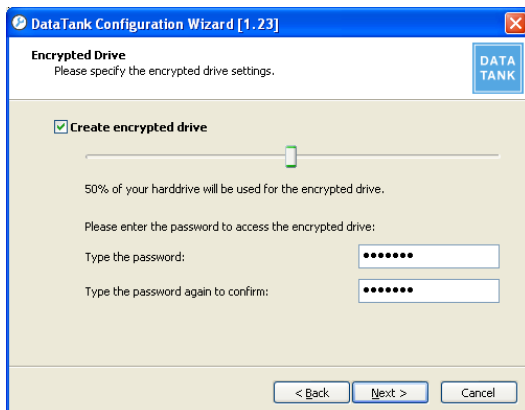 DataTank Configuration Wizard [1.23]
Encrypted Drive
Please specify the encrypted drive settings.
DATA
TANK
Create encrypted drive
50% of your harddrive will be used for the encrypted drive.
Please enter the password to access the encrypted drive:
Type the password: •••••••
Type the password again to confirm: •••••••
< Back Next > Cancel